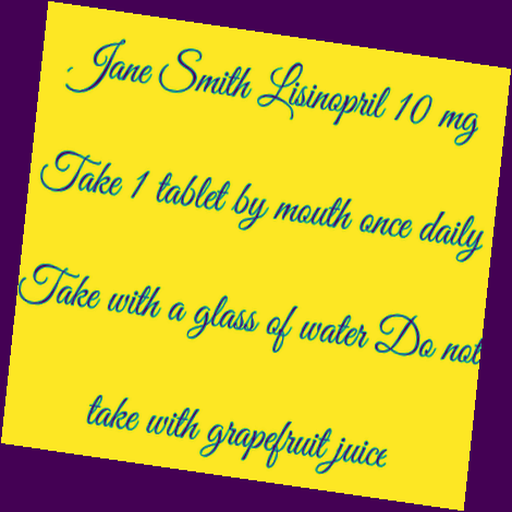 Jane Smith Lisinopril 10 mg
Take 1 tablet by mouth once daily
Take with a glass of water Do not
take with grapefruit juice